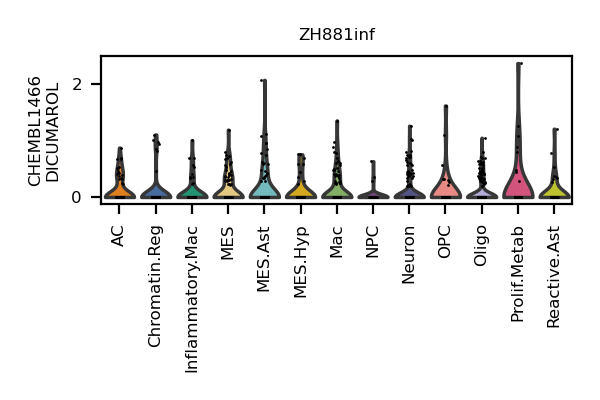 ZH881inf
CHEMBL1466
DICUMAROL
2
0
AC
Chromatin.Reg
Inflammatory.Mac
MES
MES.Ast
MES.Hyp
Mac
NPC
Neuron
OPC
Oligo
Prolif.Metab
Reactive.Ast